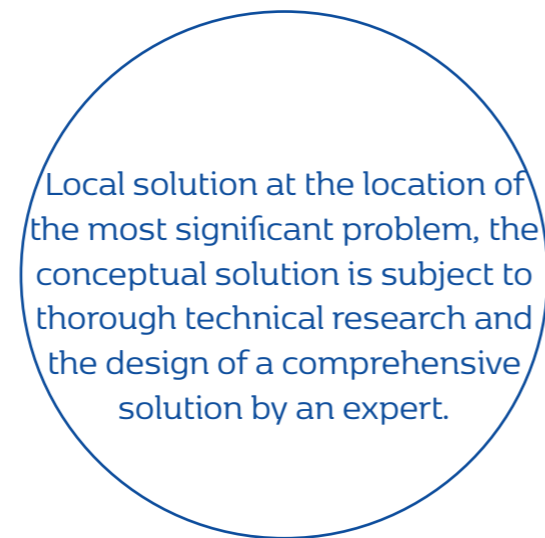 Local solution at the location of
the most significant problem, the
conceptual solution is subject to
thorough technical research and
the design of a comprehensive
solution by an expert.